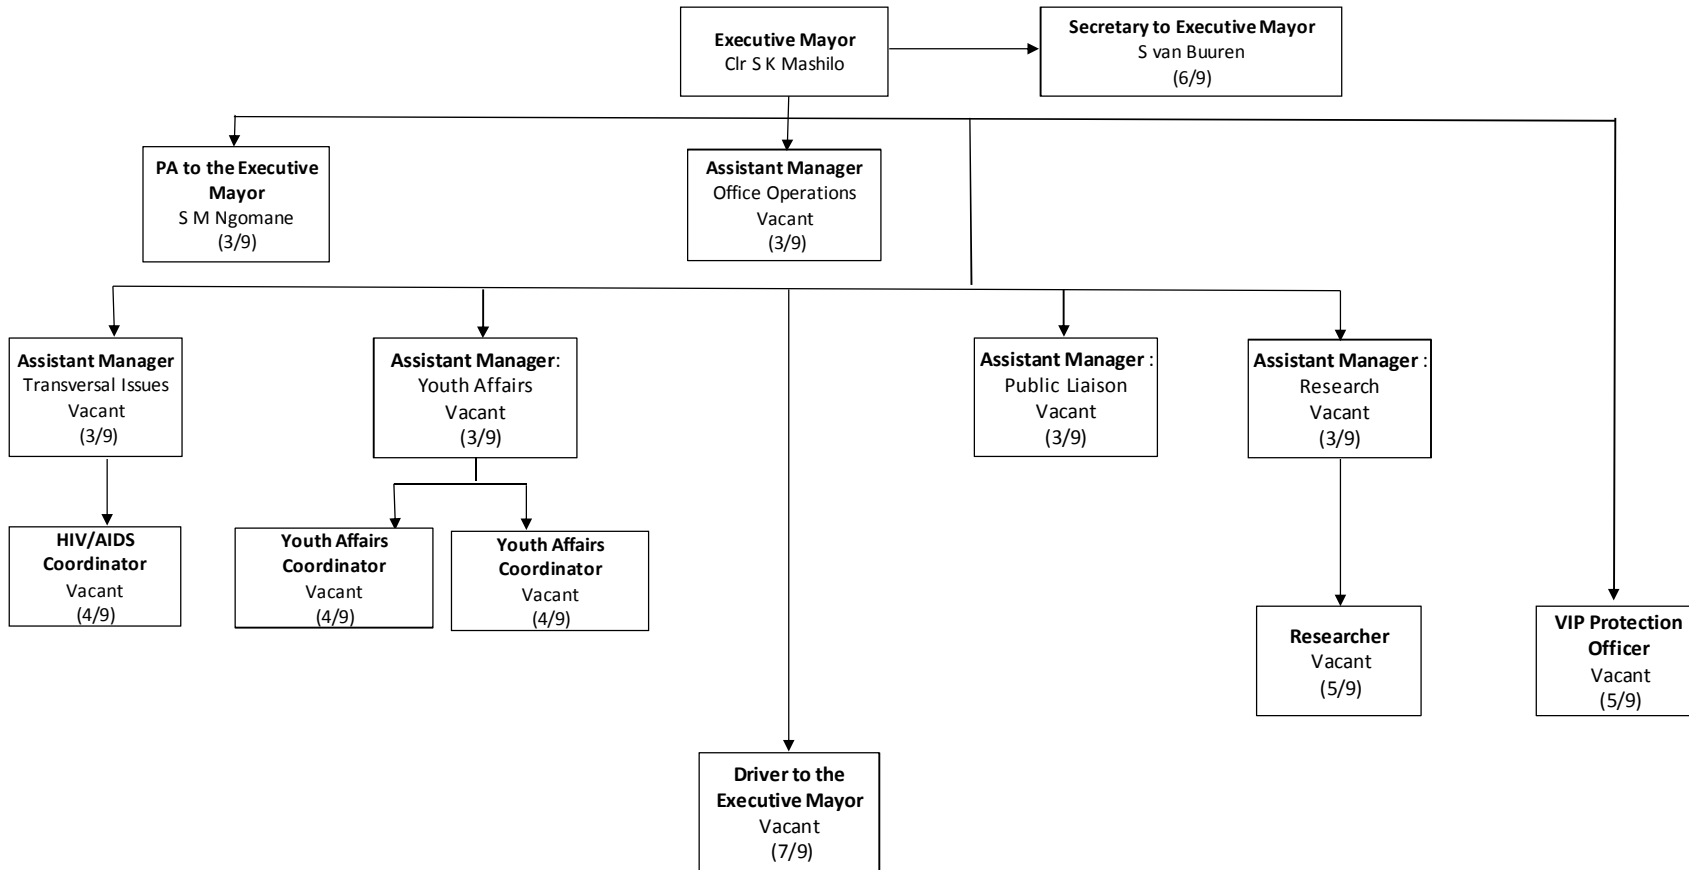 Executive Mayor
Clr S K Mashilo
Secretary to Executive Mayor
S van Buuren
(6/9)
PA to the Executive
Mayor
S M Ngomane
(3/9)
Assistant Manager
Office Operations
Vacant
(3/9)
Assistant Manager
Transversal Issues
Vacant
(3/9)
Assistant Manager:
Youth Affairs
Vacant
(3/9)
Assistant Manager :
Public Liaison
Vacant
(3/9)
Assistant Manager :
Research
Vacant
(3/9)
HIV/AIDS
Coordinator
Vacant
(4/9)
Youth Affairs
Coordinator
Vacant
(4/9)
Youth Affairs
Coordinator
Vacant
(4/9)
Researcher
Vacant
(5/9)
VIP Protection
Officer
Vacant
(5/9)
Driver to the
Executive Mayor
Vacant
(7/9)